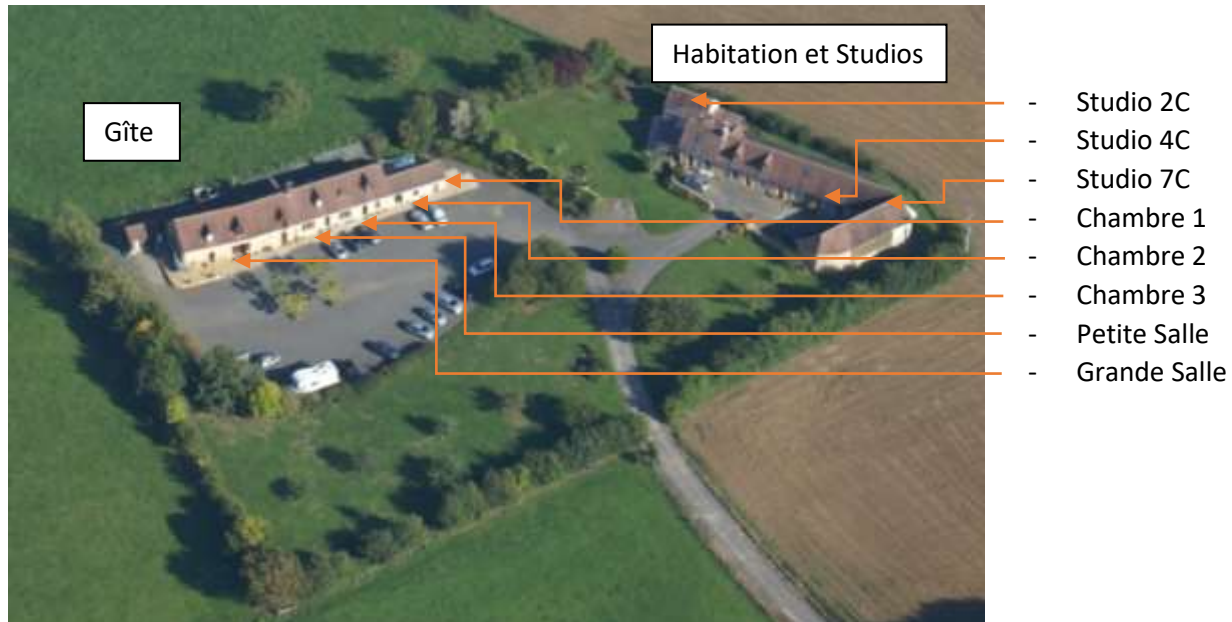 Habitation et Studios
Gîte
- Studio 2C
- Studio 4C
- Studio 7C
- Chambre 1
- Chambre 2
- Chambre 3
- Petite Salle
- Grande Salle